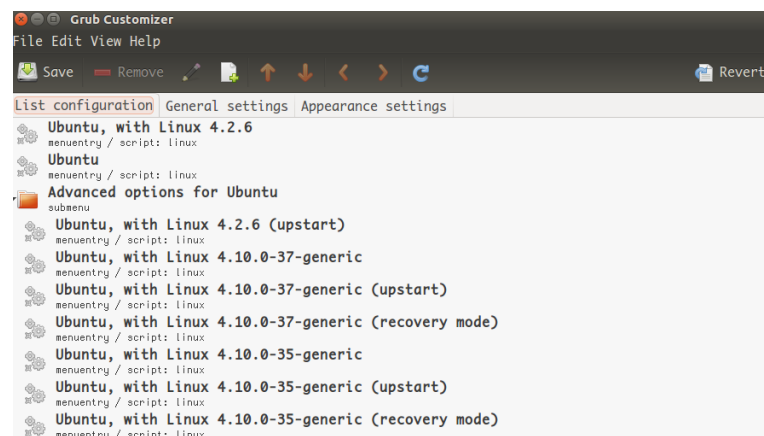 Grub Customizer
File Edit View Help
Save Remove Revert
List configuration General settings Appearance settings
Ubuntu, with Linux 4.2.6
menuentry / script: linux
Ubuntu
menuentry / script: linux
Advanced options for Ubuntu
submenu
Ubuntu, with Linux 4.2.6 (upstart)
menuentry / script: linux
Ubuntu, with Linux 4.10.0-37-generic
menuentry / script: linux
Ubuntu, with Linux 4.10.0-37-generic (upstart)
menuentry / script: linux
Ubuntu, with Linux 4.10.0-37-generic (recovery mode)
menuentry / script: linux
Ubuntu, with Linux 4.10.0-35-generic
menuentry / script: linux
Ubuntu, with Linux 4.10.0-35-generic (upstart)
menuentry / script: linux
Ubuntu, with Linux 4.10.0-35-generic (recovery mode)
menuentry / script: linux